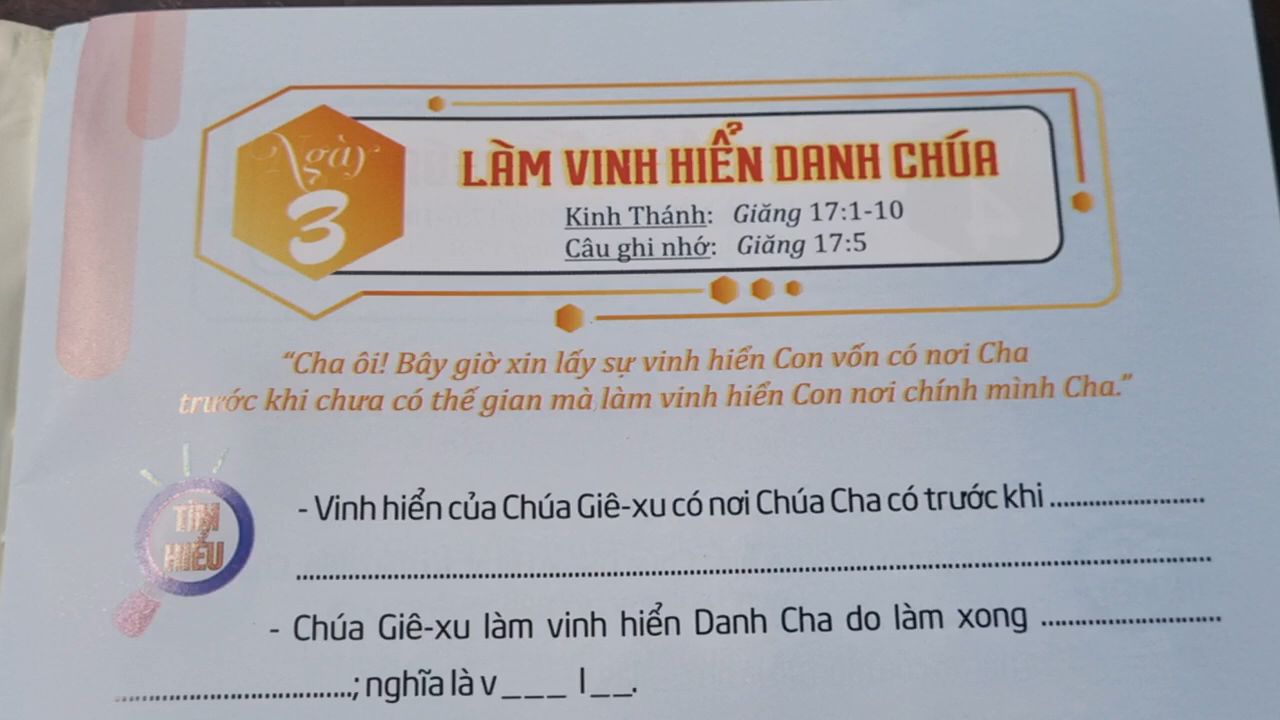 Ngày
3
LÀM VINH HIỂN DANH CHÚA
Kinh Thánh: Giăng 17:1-10
Câu ghi nhớ: Giăng 17:5
“Cha ôi! Bây giờ xin lấy sự vinh hiển Con vốn có nơi Cha
trước khi chưa có thế gian mà làm vinh hiển Con nơi chính mình Cha.”
TÌM
HIỂU
- Vinh hiển của Chúa Giê-xu có nơi Chúa Cha có trước khi ........................
................................................................................
- Chúa Giê-xu làm vinh hiển Danh Cha do làm xong ............................
....................................; nghĩa là v_ _ _ l_ _.